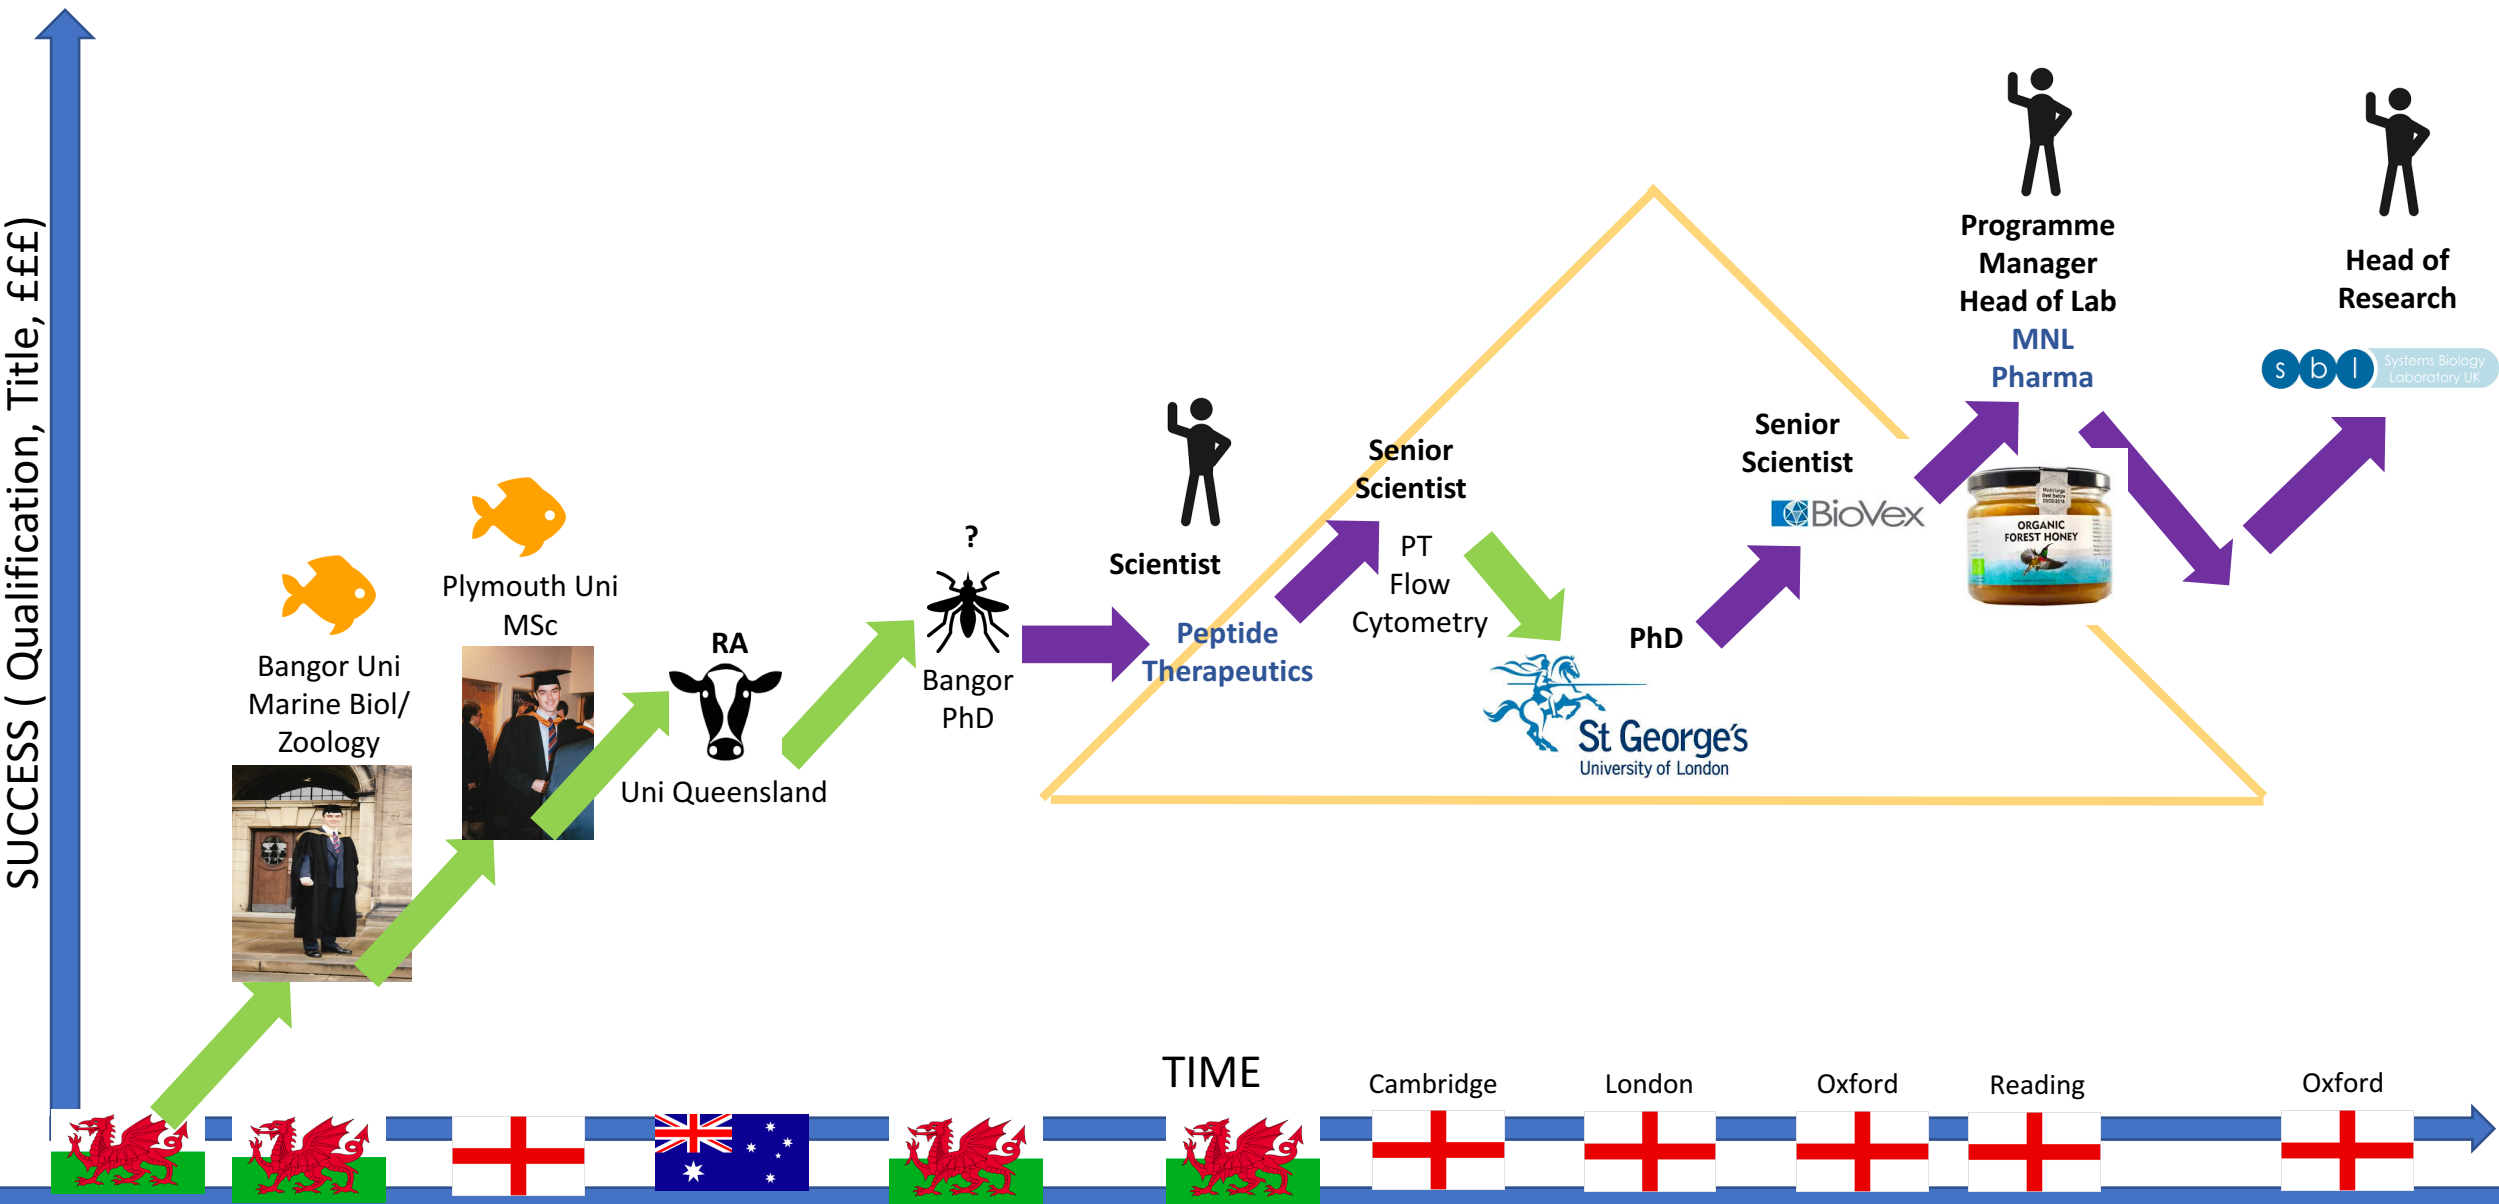 SUCCESS ( Qualification, Title, £££)
Bangor Uni
Marine Biol/
Zoology
Plymouth Uni
MSc
RA
Uni Queensland
?
Bangor
PhD
Scientist
Peptide
Therapeutics
Senior
Scientist
PT
Flow
Cytometry
PhD
St George's
University of London
Senior
Scientist
BioVex
Programme
Manager
Head of Lab
MNL
Pharma
ORGANIC
FOREST HONEY
Head of
Research
sbl
Systems Biology
Laboratory UK
TIME
Cambridge
London
Oxford
Reading
Oxford